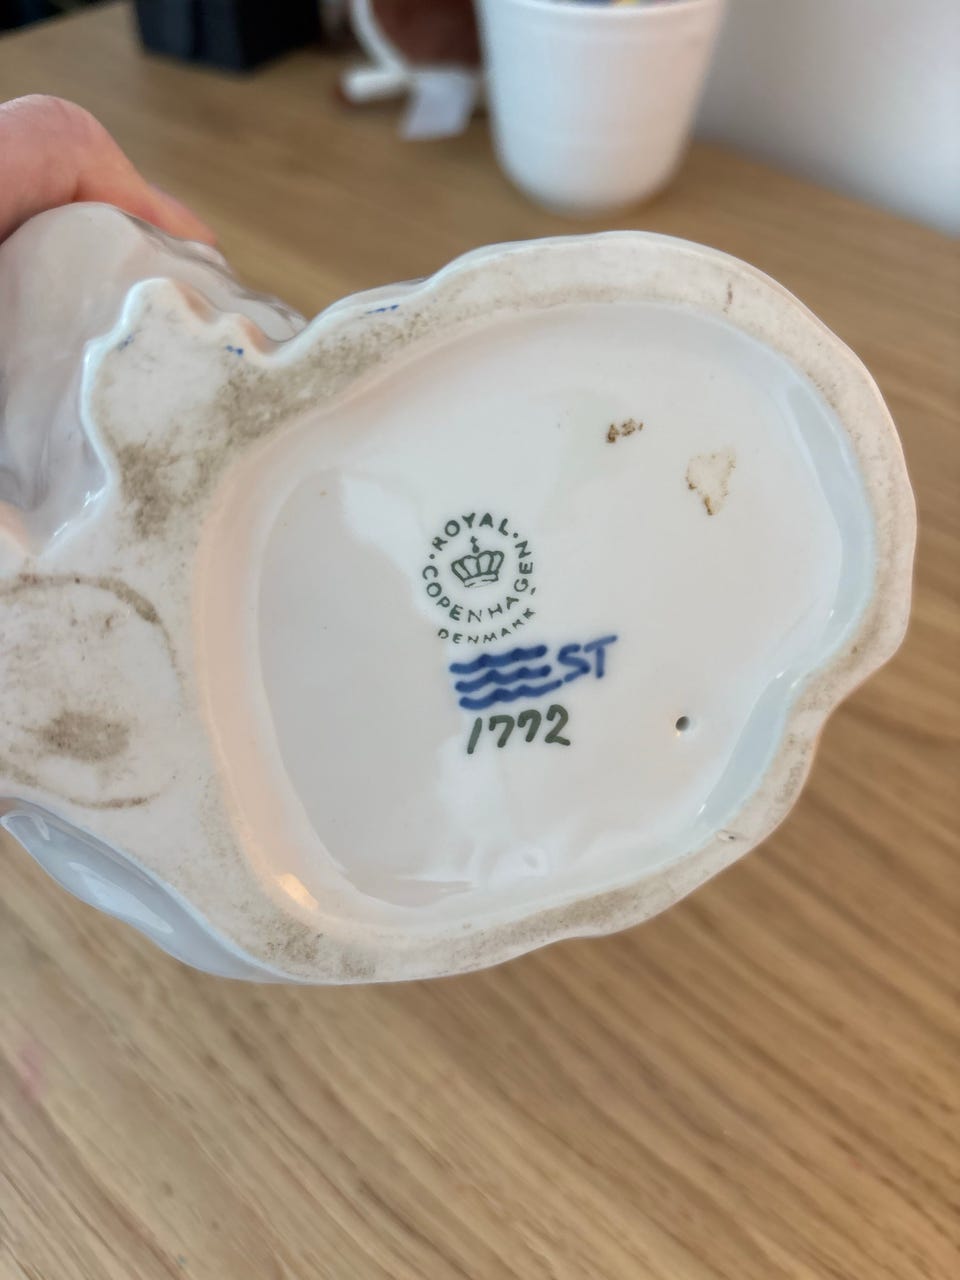 ROYAL
COPENHAGEN
DENMARK
ST
1772